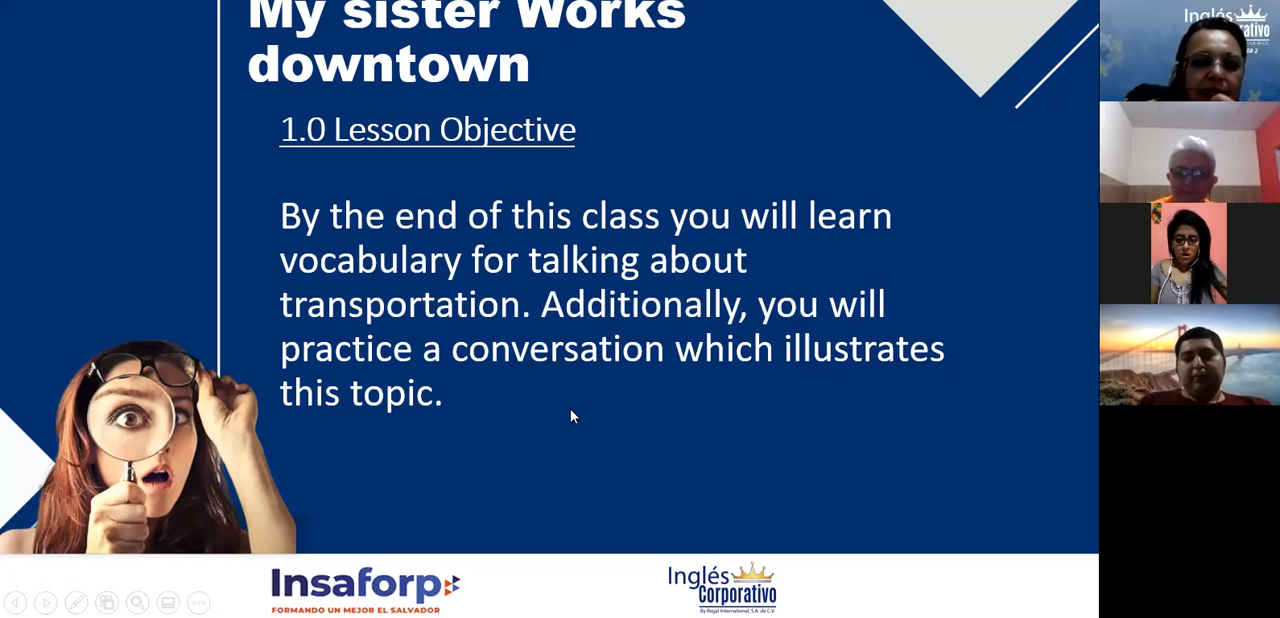 My sister Works
downtown
1.0 Lesson Objective
By the end of this class you will learn
vocabulary for talking about
transportation. Additionally, you will
practice a conversation which illustrates
this topic.
Insaforp
FORMANDO UN MEJOR EL SALVADOR
Inglés
Corporativo
By Regal International, S.A. de C.V.
Inglés